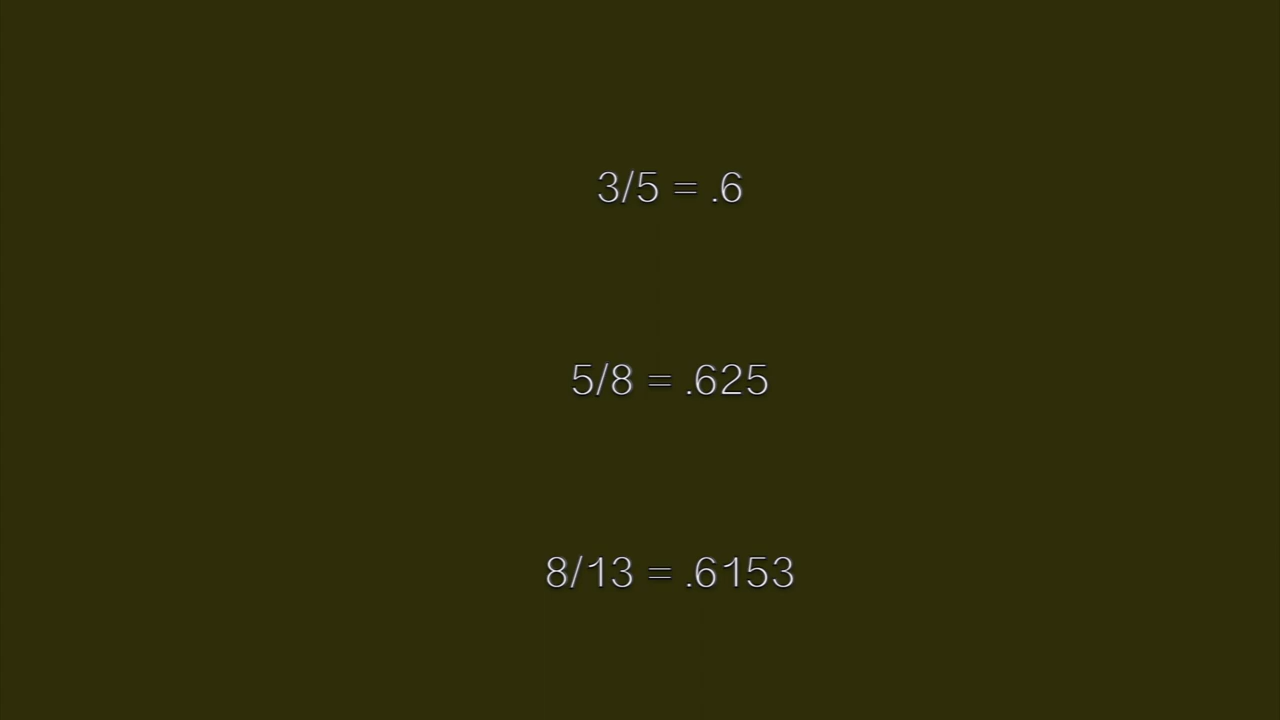 3/5 = .6
5/8 = .625
8/13 = .6153